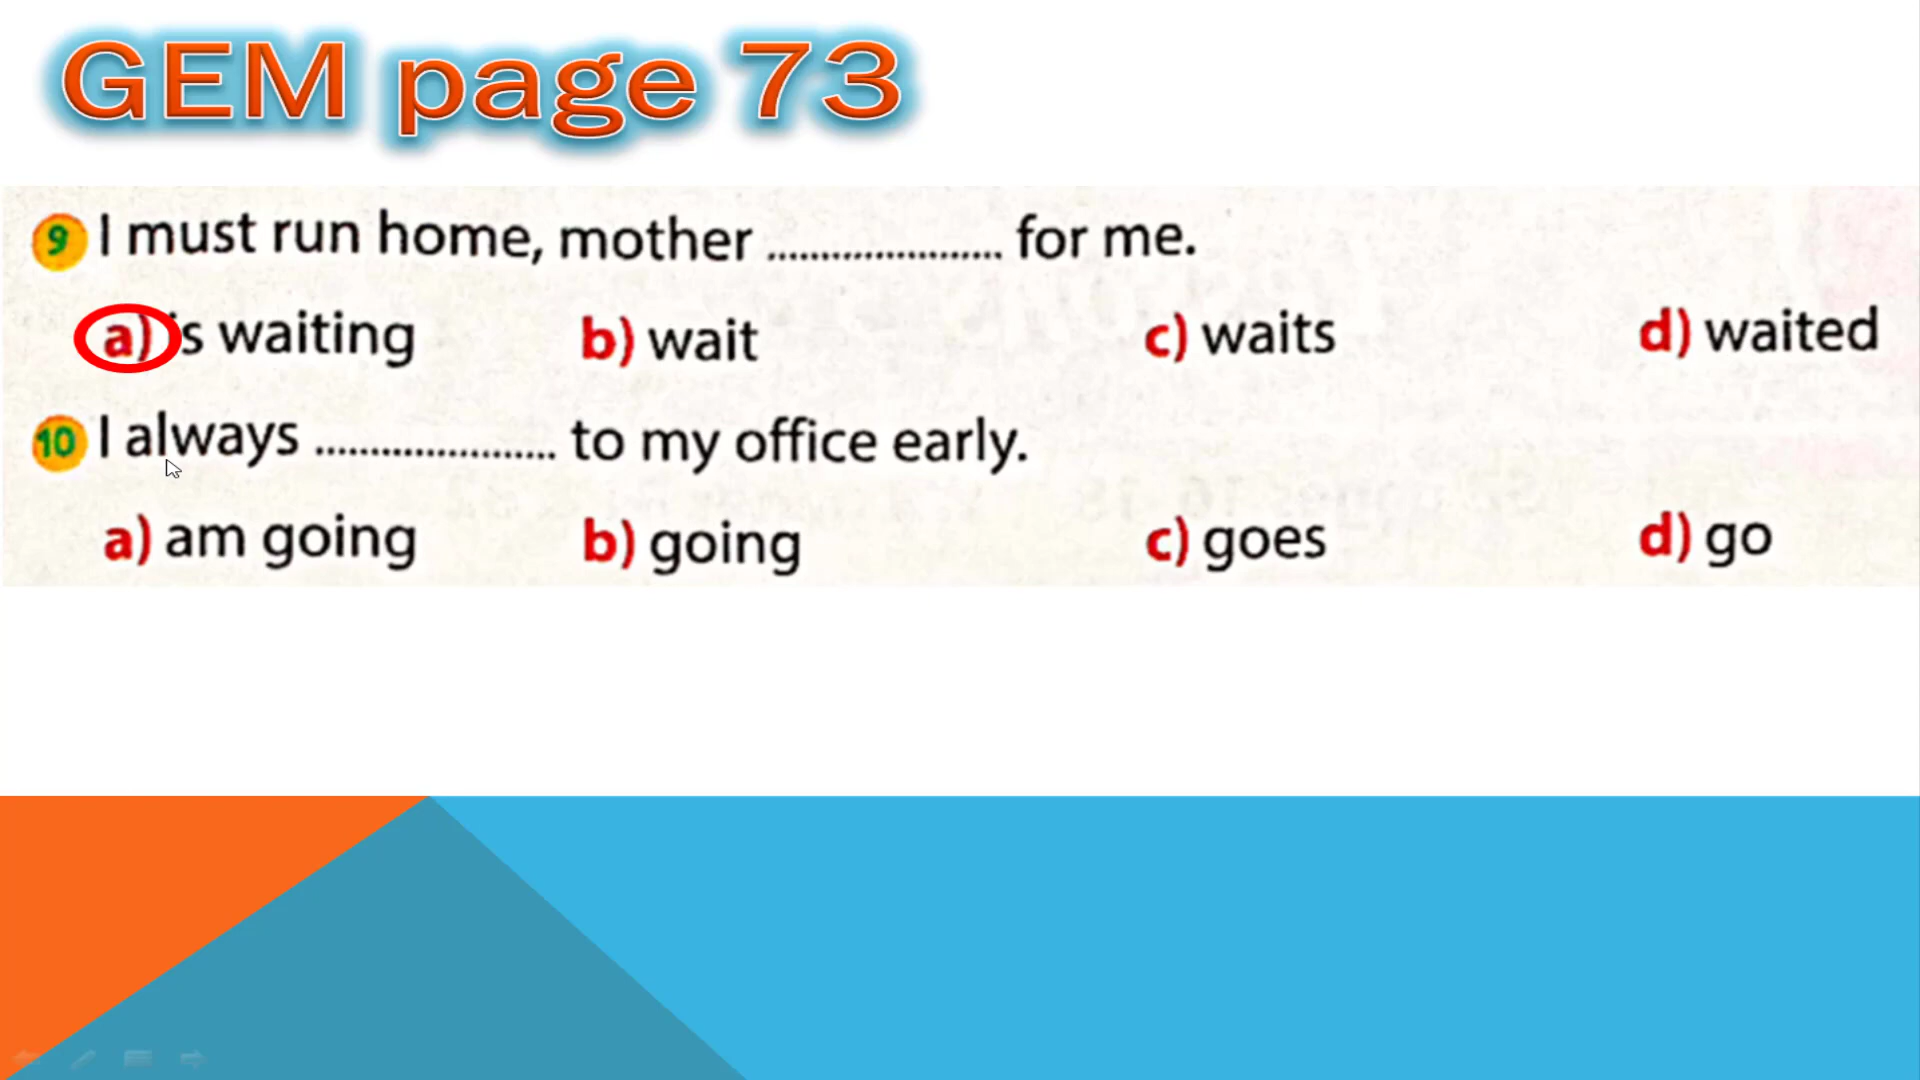 GEM page 73
9 I must run home, mother ..................... for me.
a) is waiting b) wait c) waits d) waited
10 I always ...................... to my office early.
a) am going b) going c) goes d) go